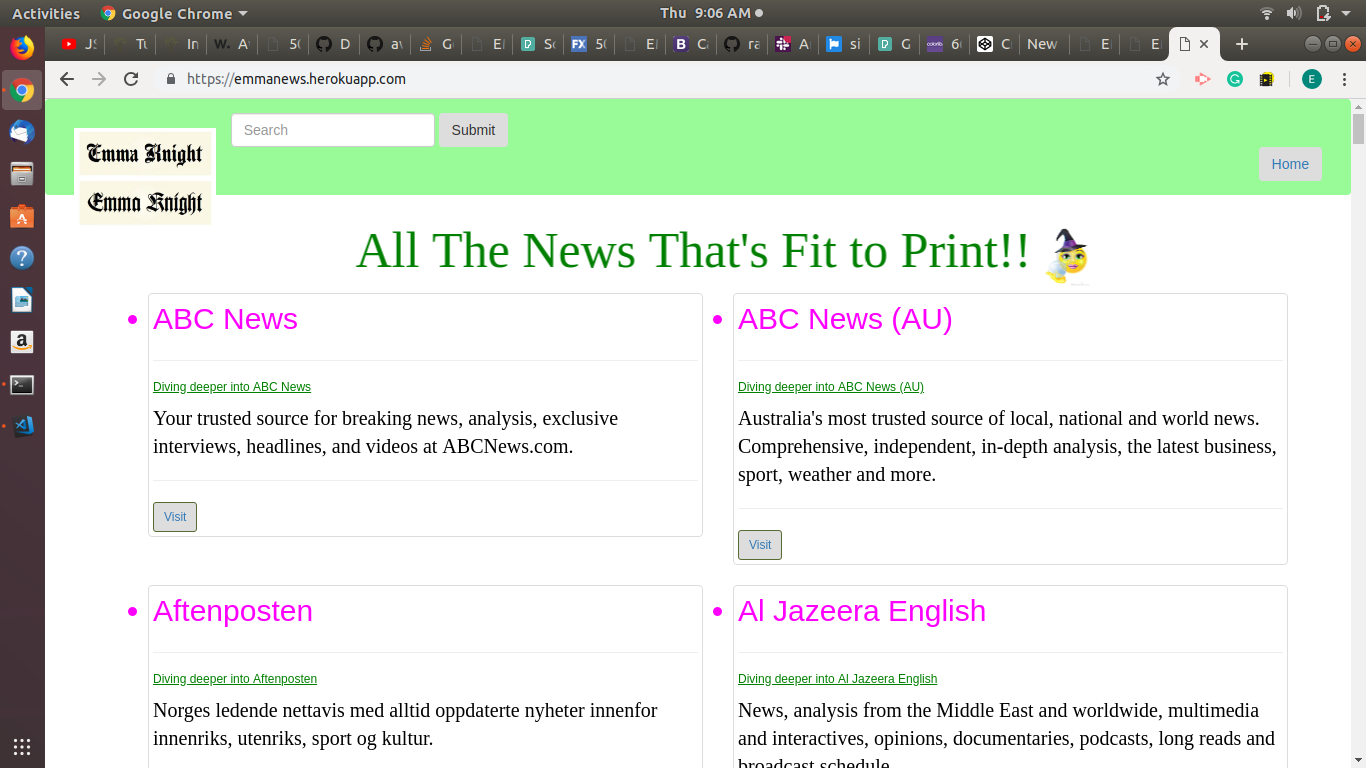 Activities Google Chrome Thu 9:06 AM
JS Tu In W. A 50 D av G El Sc FX 50 El B Ca ra A si G 6 C New E El
https://emmanews.herokuapp.com E
Search Submit
Emma Knight
Home
Emma Knight
All The News That's Fit to Print!!
ABC News
Diving deeper into ABC News
Your trusted source for breaking news, analysis, exclusive
interviews, headlines, and videos at ABCNews.com.
Visit
ABC News (AU)
Diving deeper into ABC News (AU)
Australia's most trusted source of local, national and world news.
Comprehensive, independent, in-depth analysis, the latest business,
sport, weather and more.
Visit
Aftenposten
Diving deeper into Aftenposten
Norges ledende nettavis med alltid oppdaterte nyheter innenfor
innenriks, utenriks, sport og kultur.
Al Jazeera English
Diving deeper into Al Jazeera English
News, analysis from the Middle East and worldwide, multimedia
and interactives, opinions, documentaries, podcasts, long reads and
broadcast schedule.